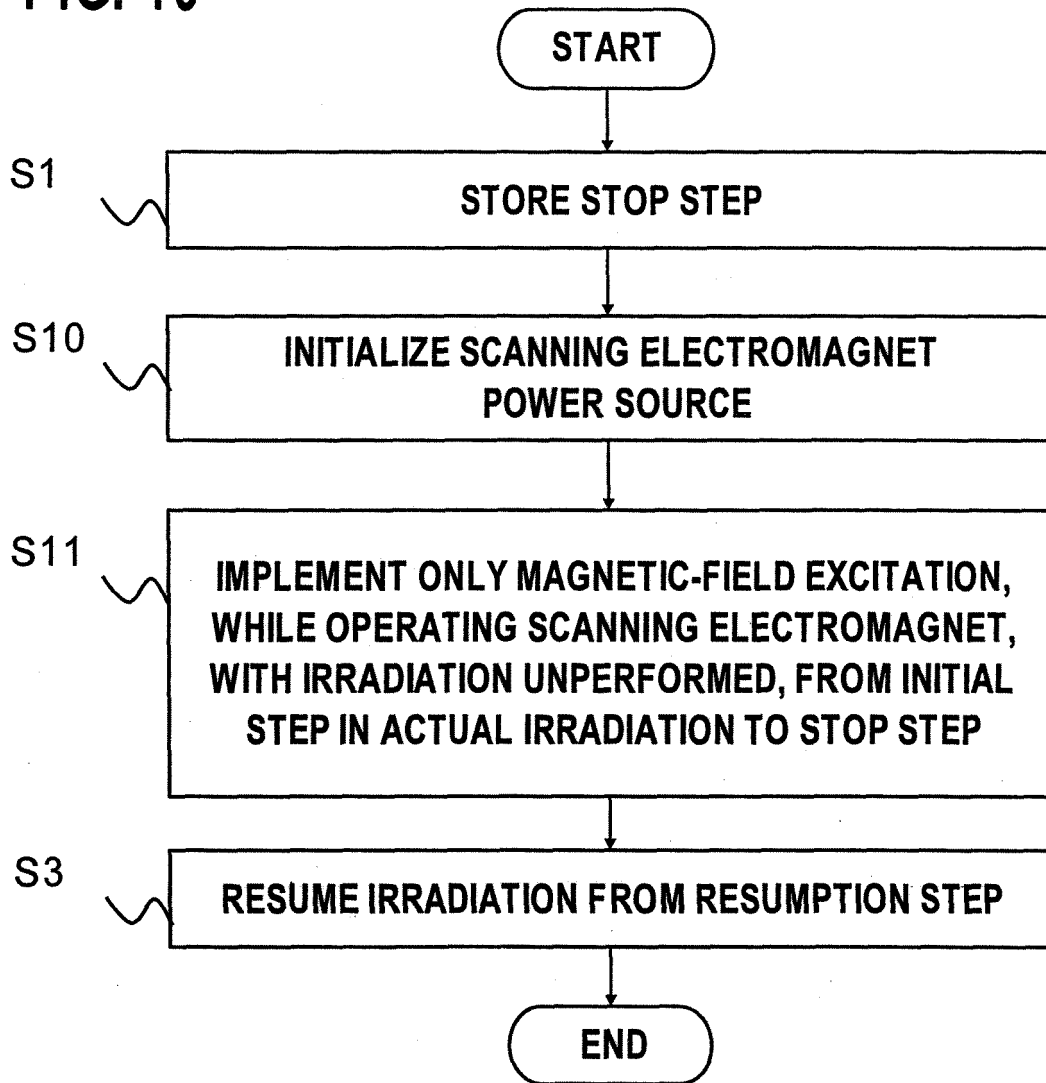 START
S1
STORE STOP STEP
S10
INITIALIZE SCANNING ELECTROMAGNET
POWER SOURCE
S11
IMPLEMENT ONLY MAGNETIC-FIELD EXCITATION,
WHILE OPERATING SCANNING ELECTROMAGNET,
WITH IRRADIATION UNPERFORMED, FROM INITIAL
STEP IN ACTUAL IRRADIATION TO STOP STEP
S3
RESUME IRRADIATION FROM RESUMPTION STEP
END